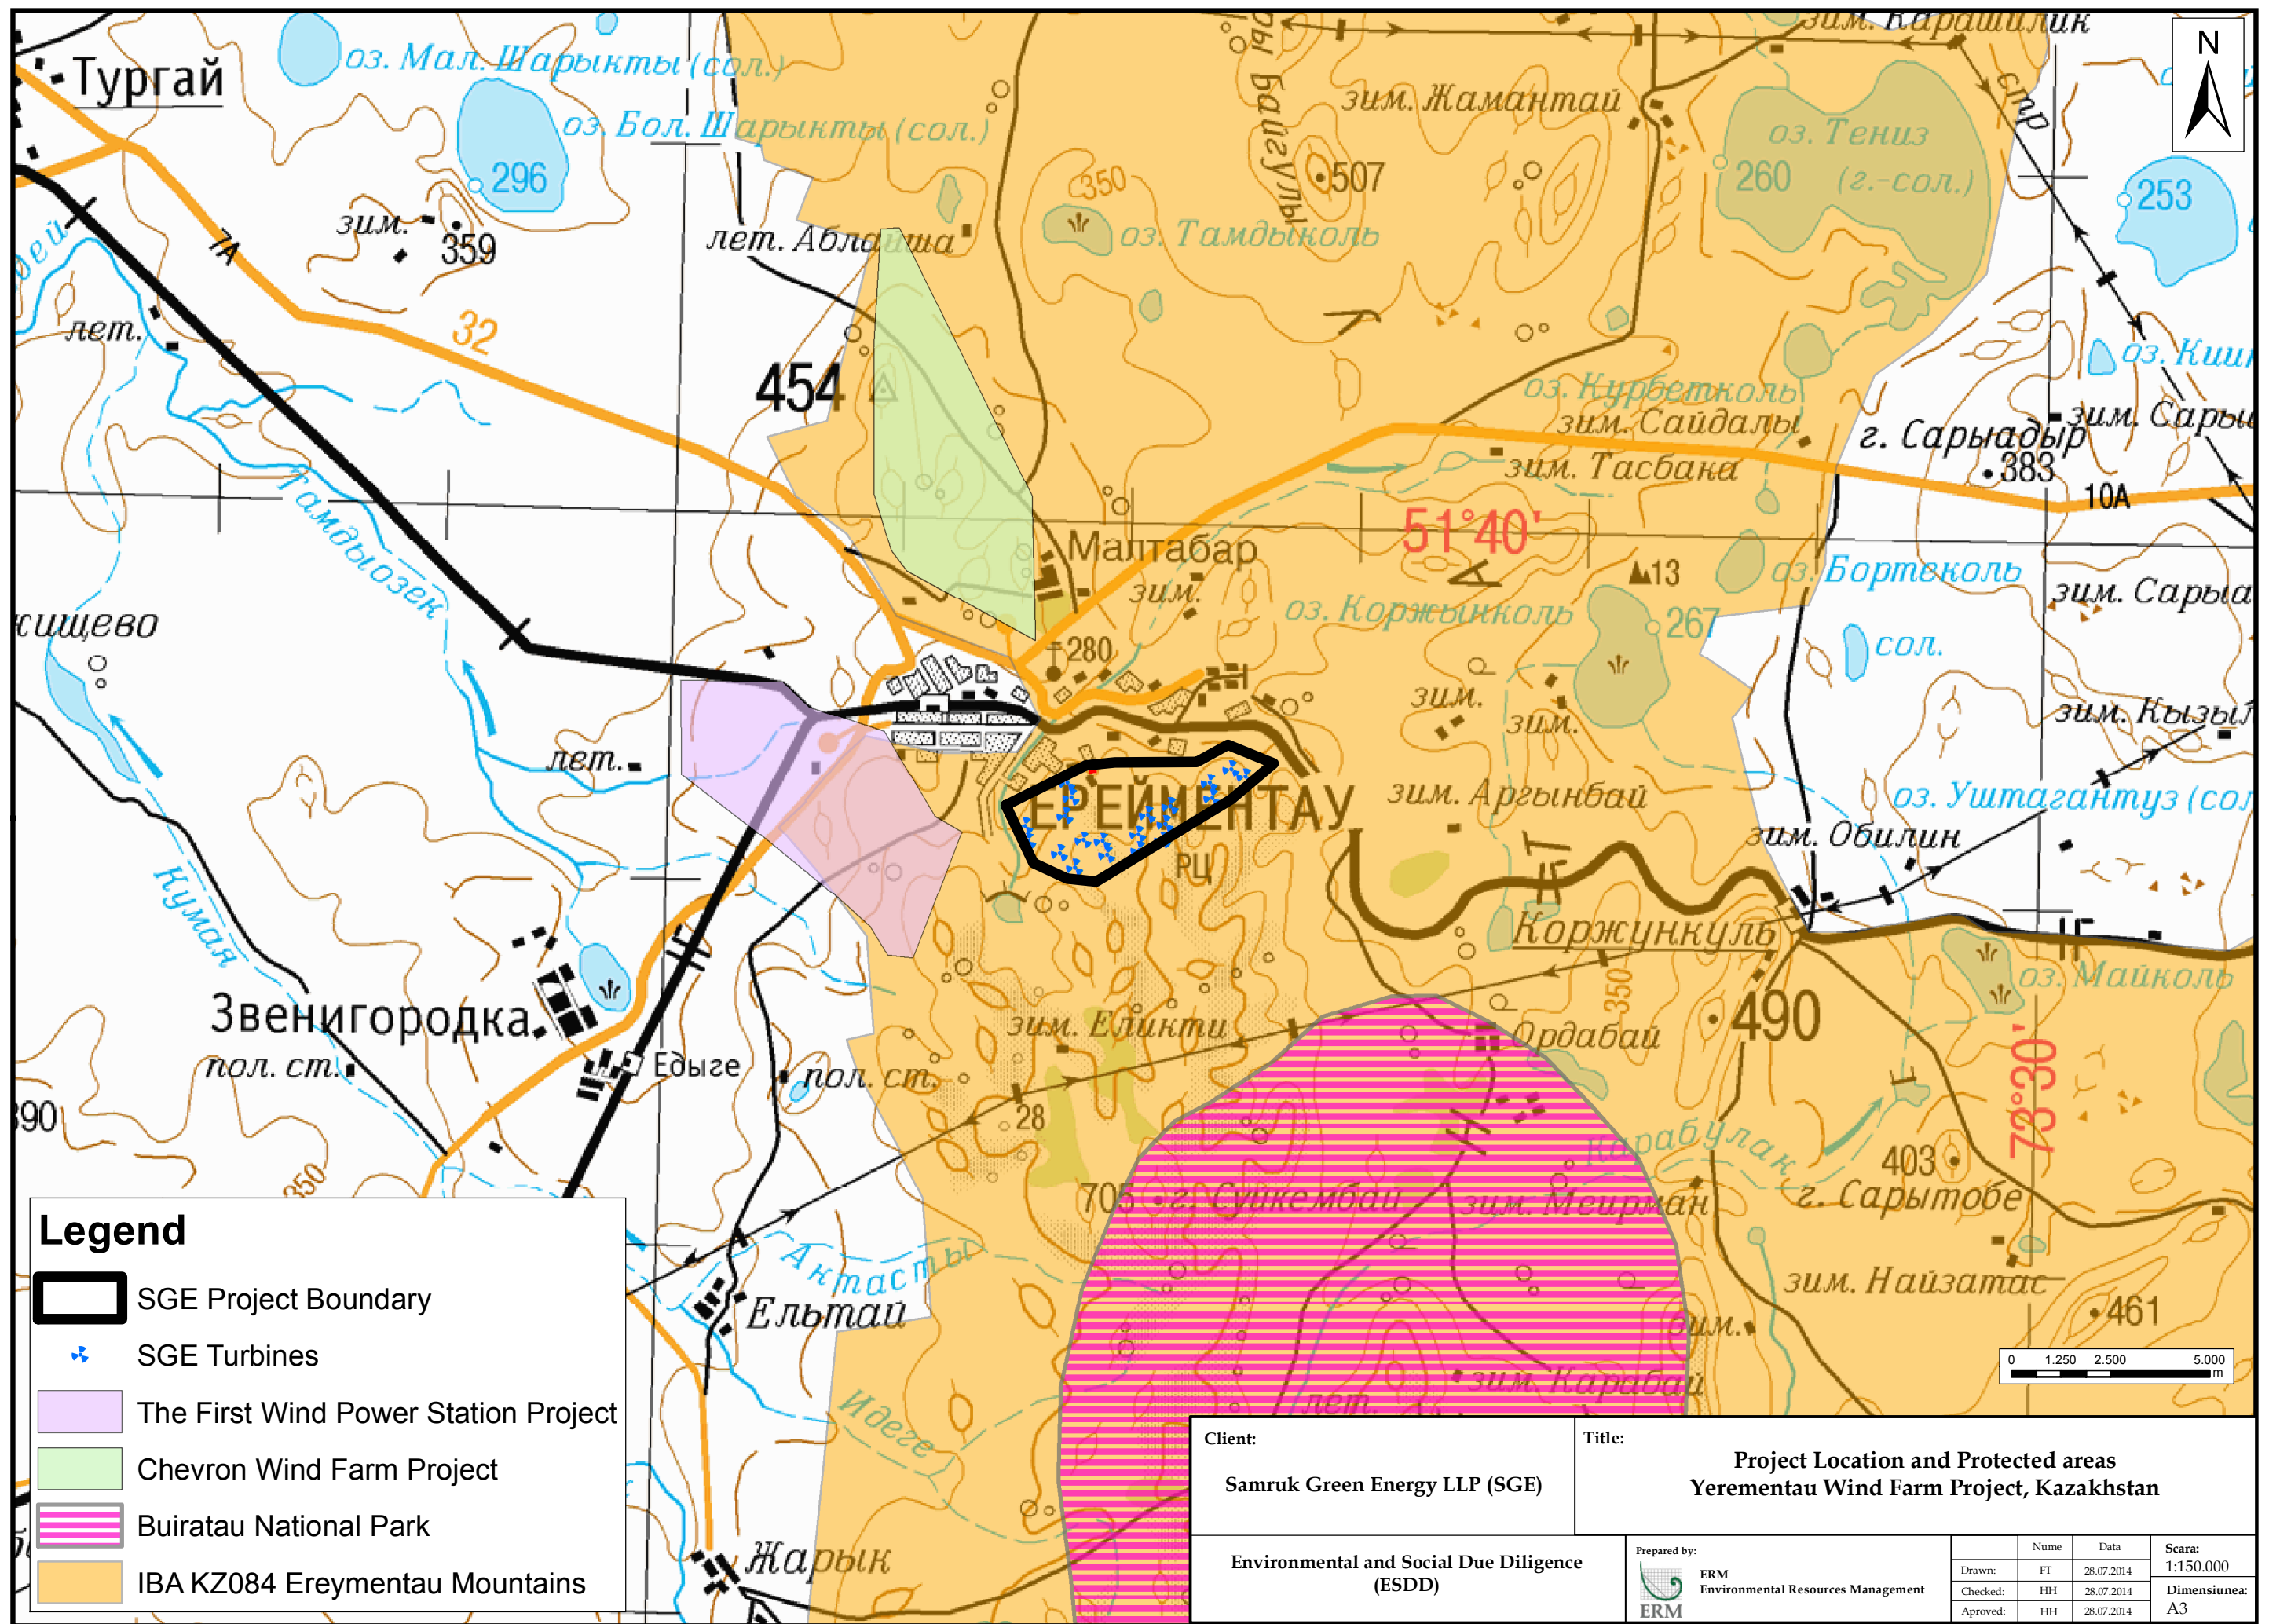 зим. Карашилик
N
Тургай
оз. Мал. Шарыкты (сол.)
оз. Бол. Шарыкты (сол.)
296
зим.
359
7А
32
лет.
лет. Аблайша
454
350
507
зим. Жамантай
оз. Тениз
260 (г.-сол.)
стр
253
оз. Тамдыколь
оз. Курбетколь
зим. Сайдалы
зим. Тасбака
г. Сарыадыр
383
10А
51°40'
Малтабар
зим.
13
оз. Бортеколь
оз. Коржынколь
267
сол.
280
Тамдыозек
зим.
зим.
лет.
ЕРЕЙМЕНТАУ
РЦ
зим. Аргынбай
оз. Уштагантуз (сол
зим. Обилин
Кумая
Коржункуль
оз. Майколь
Звенигородка
пол. ст.
Едыге
пол. ст.
зим. Еликти
28
Ордабай
350
490
73°30'
Карабулак
403
г. Сарытобе
705
г. Суйкембай
зим. Меирман
зим. Найзатас
461
350
Актасты
Ельтай
зим.
зим. Карабай
лет.
Идеге
Жарык
Legend
SGE Project Boundary
SGE Turbines
The First Wind Power Station Project
Chevron Wind Farm Project
Buiratau National Park
IBA KZ084 Ereymentau Mountains
0 1.250 2.500 5.000
m
Client:
Samruk Green Energy LLP (SGE)
Title:
Project Location and Protected areas
Yerementau Wind Farm Project, Kazakhstan
Environmental and Social Due Diligence
(ESDD)
Prepared by:
ERM
ERM
Environmental Resources Management
Nume Data
Drawn: FT 28.07.2014
Checked: HH 28.07.2014
Aproved: HH 28.07.2014
Scara:
1:150.000
Dimensiunea:
A3